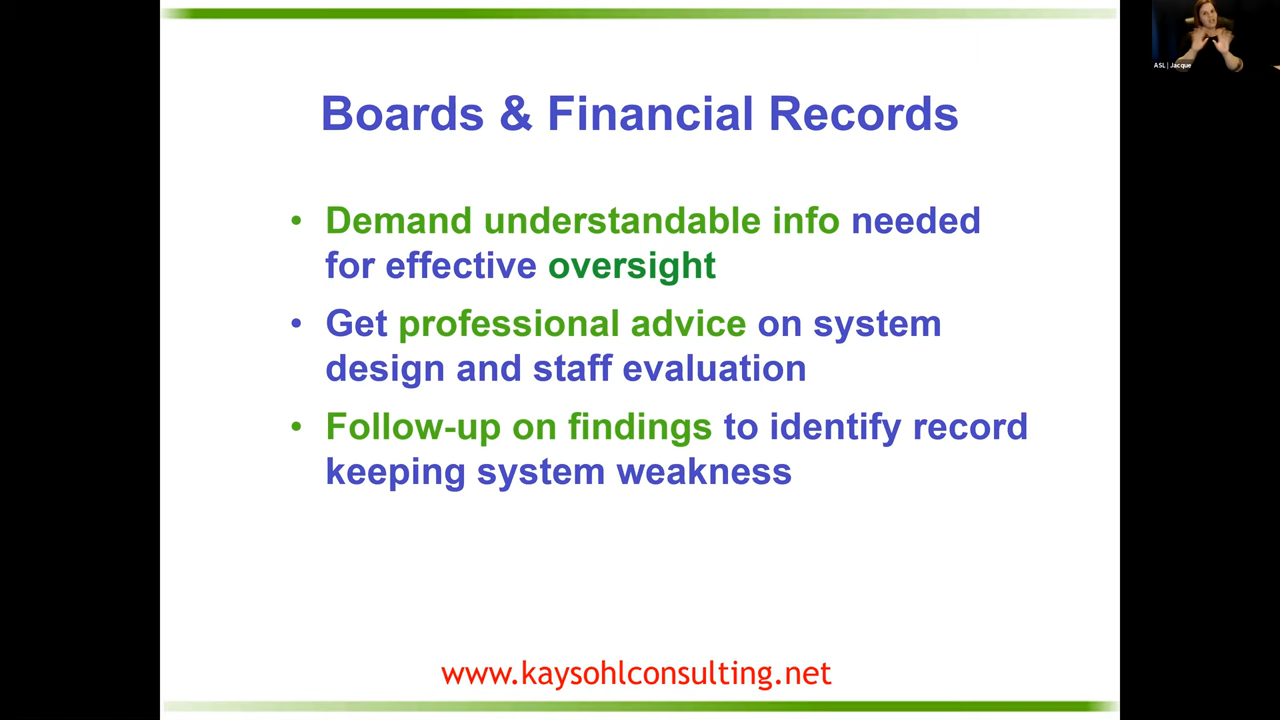 Boards & Financial Records
• Demand understandable info needed
for effective oversight
• Get professional advice on system
design and staff evaluation
• Follow-up on findings to identify record
keeping system weakness
www.kaysohlconsulting.net
ASL | Jacque